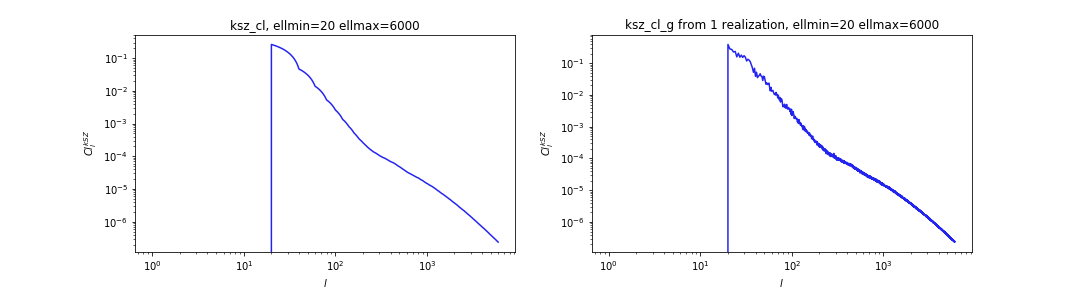 ksz_cl, ellmin=20 ellmax=6000
10⁻¹
10⁻²
10⁻³
10⁻⁴
10⁻⁵
10⁻⁶
Cl_l^{kSZ}
10⁰ 10¹ 10² 10³
l
ksz_cl_g from 1 realization, ellmin=20 ellmax=6000
10⁻¹
10⁻²
10⁻³
10⁻⁴
10⁻⁵
10⁻⁶
Cl_l^{kSZ}
10⁰ 10¹ 10² 10³
l